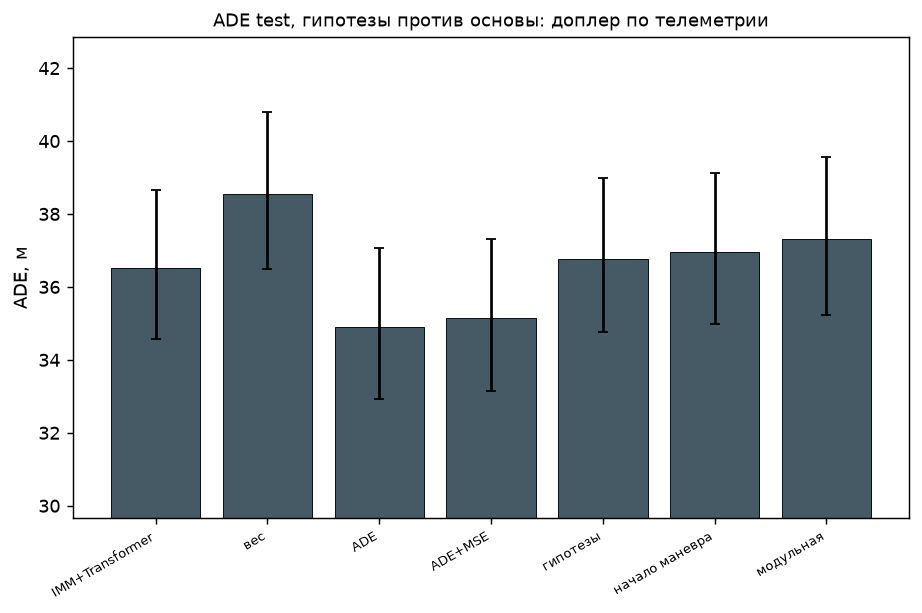 ADE test, гипотезы против основы: доплер по телеметрии
ADE, м
42
40
38
36
34
32
30
IMM+Transformer
вес
ADE
ADE+MSE
гипотезы
начало маневра
модульная